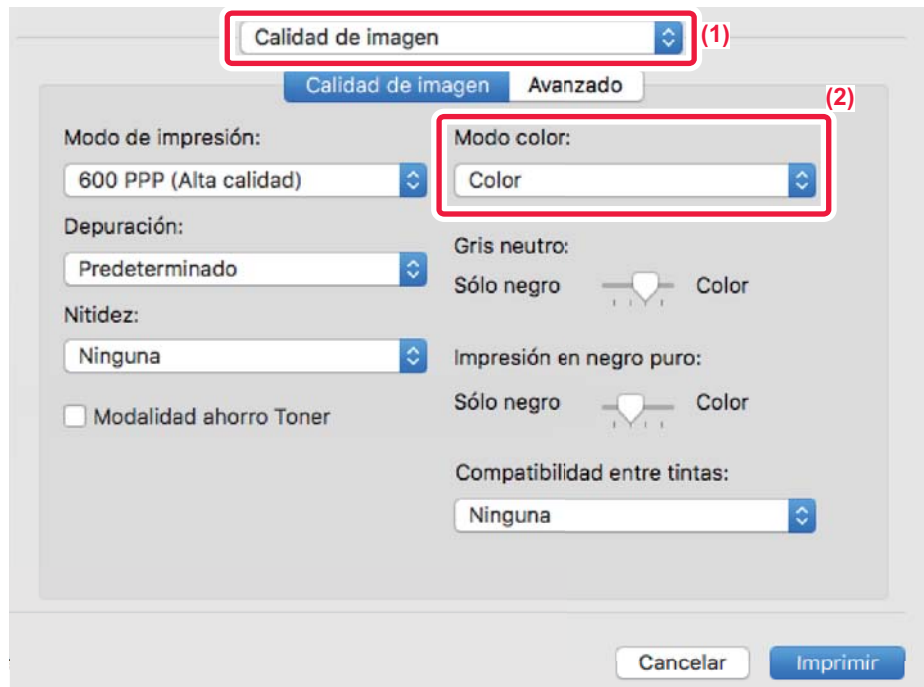 Calidad de imagen
(1)
Calidad de imagen Avanzado
(2)
Modo de impresión:
600 PPP (Alta calidad)
Depuración:
Predeterminado
Nitidez:
Ninguna
Modalidad ahorro Toner
Modo color:
Color
Gris neutro:
Sólo negro Color
Impresión en negro puro:
Sólo negro Color
Compatibilidad entre tintas:
Ninguna
Cancelar Imprimir